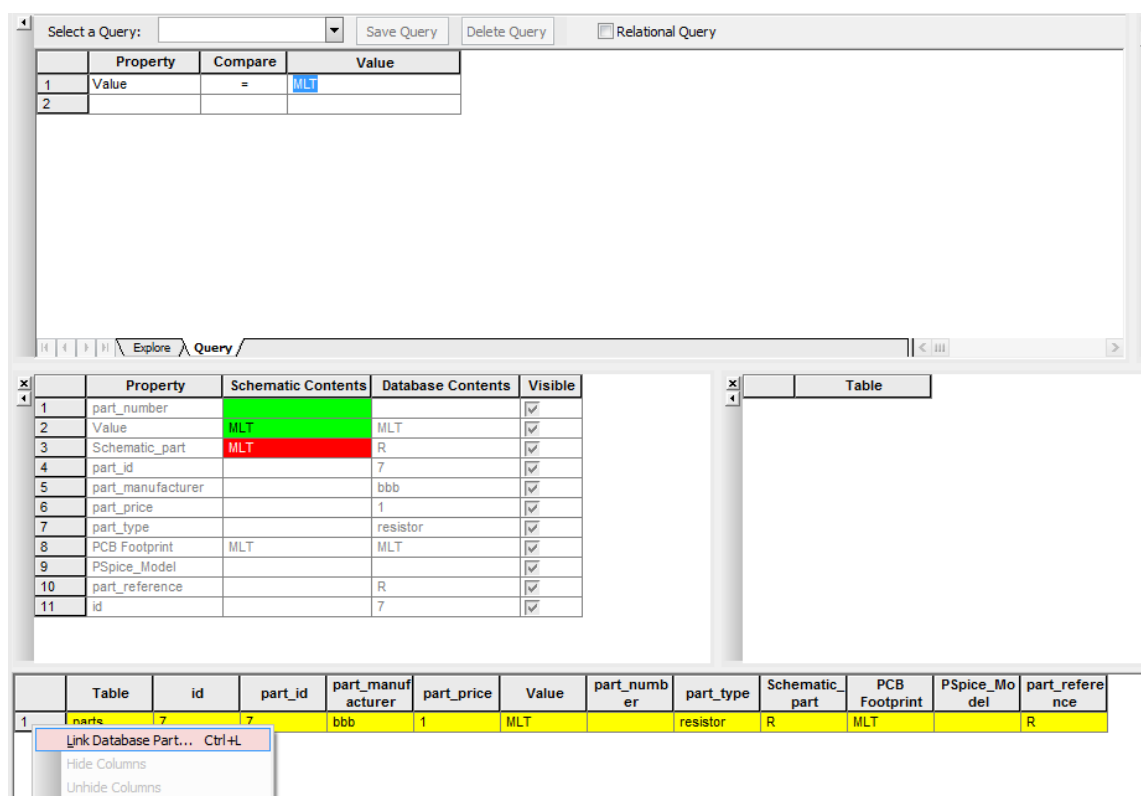 Select a Query: Save Query Delete Query Relational Query
Property Compare Value
1 Value = MLT
2
Explore Query
Property Schematic Contents Database Contents Visible
1 part_number
2 Value MLT MLT
3 Schematic_part MLT R
4 part_id 7
5 part_manufacturer bbb
6 part_price 1
7 part_type resistor
8 PCB Footprint MLT MLT
9 PSpice_Model
10 part_reference R
11 id 7
Table
Table id part_id part_manuf part_price Value part_numb part_type Schematic_ PCB PSpice_Mo part_refere
acturer er part Footprint del nce
1 parts 7 7 bbb 1 MLT resistor R MLT R
Link Database Part... Ctrl+L
Hide Columns
Unhide Columns